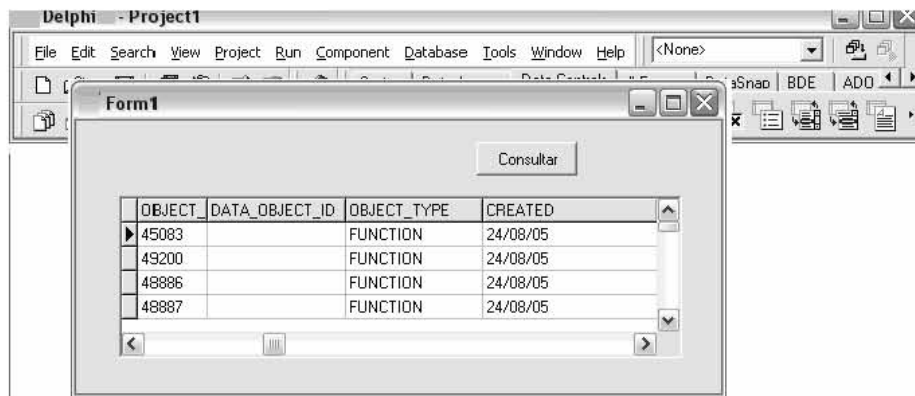 Delphi - Project1
File Edit Search View Project Run Component Database Tools Window Help <None>
BDE ADO
Form1
Consultar
OBJECT_ DATA_OBJECT_ID OBJECT_TYPE CREATED
45083 FUNCTION 24/08/05
49200 FUNCTION 24/08/05
48886 FUNCTION 24/08/05
48887 FUNCTION 24/08/05